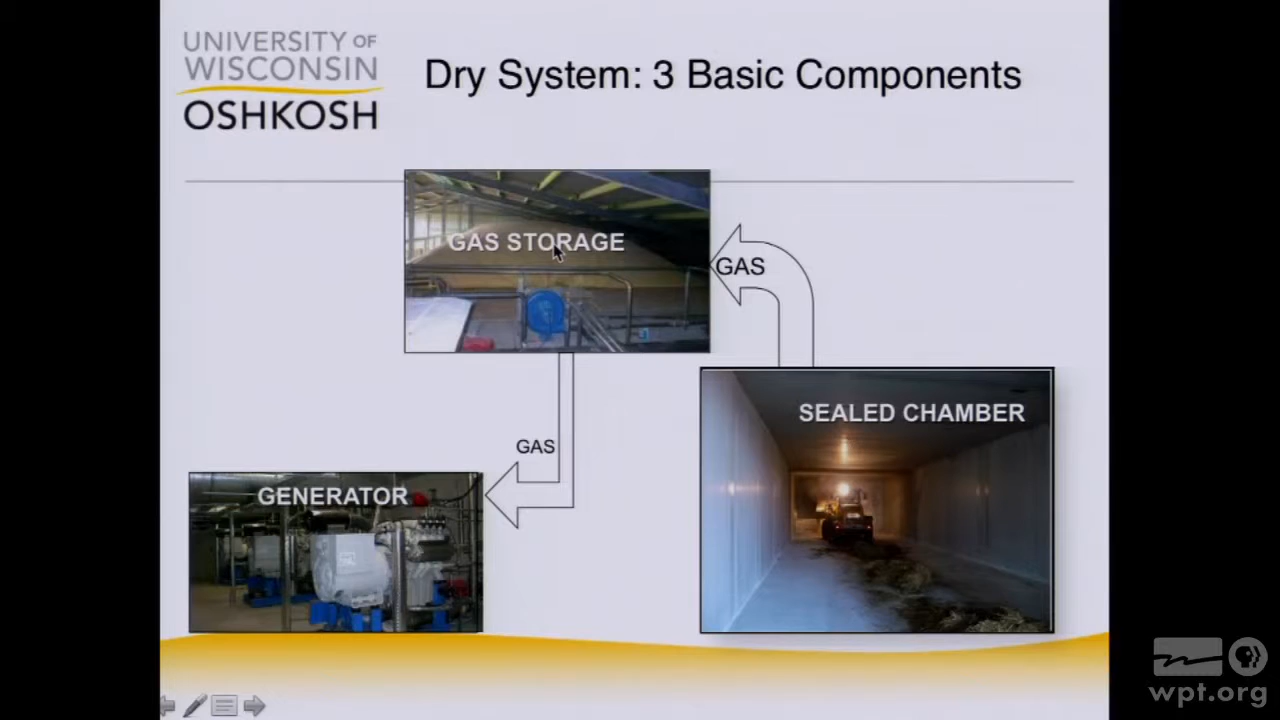 UNIVERSITY OF
WISCONSIN
OSHKOSH
Dry System: 3 Basic Components
GAS STORAGE
GAS
SEALED CHAMBER
GAS
GENERATOR
wpt.org